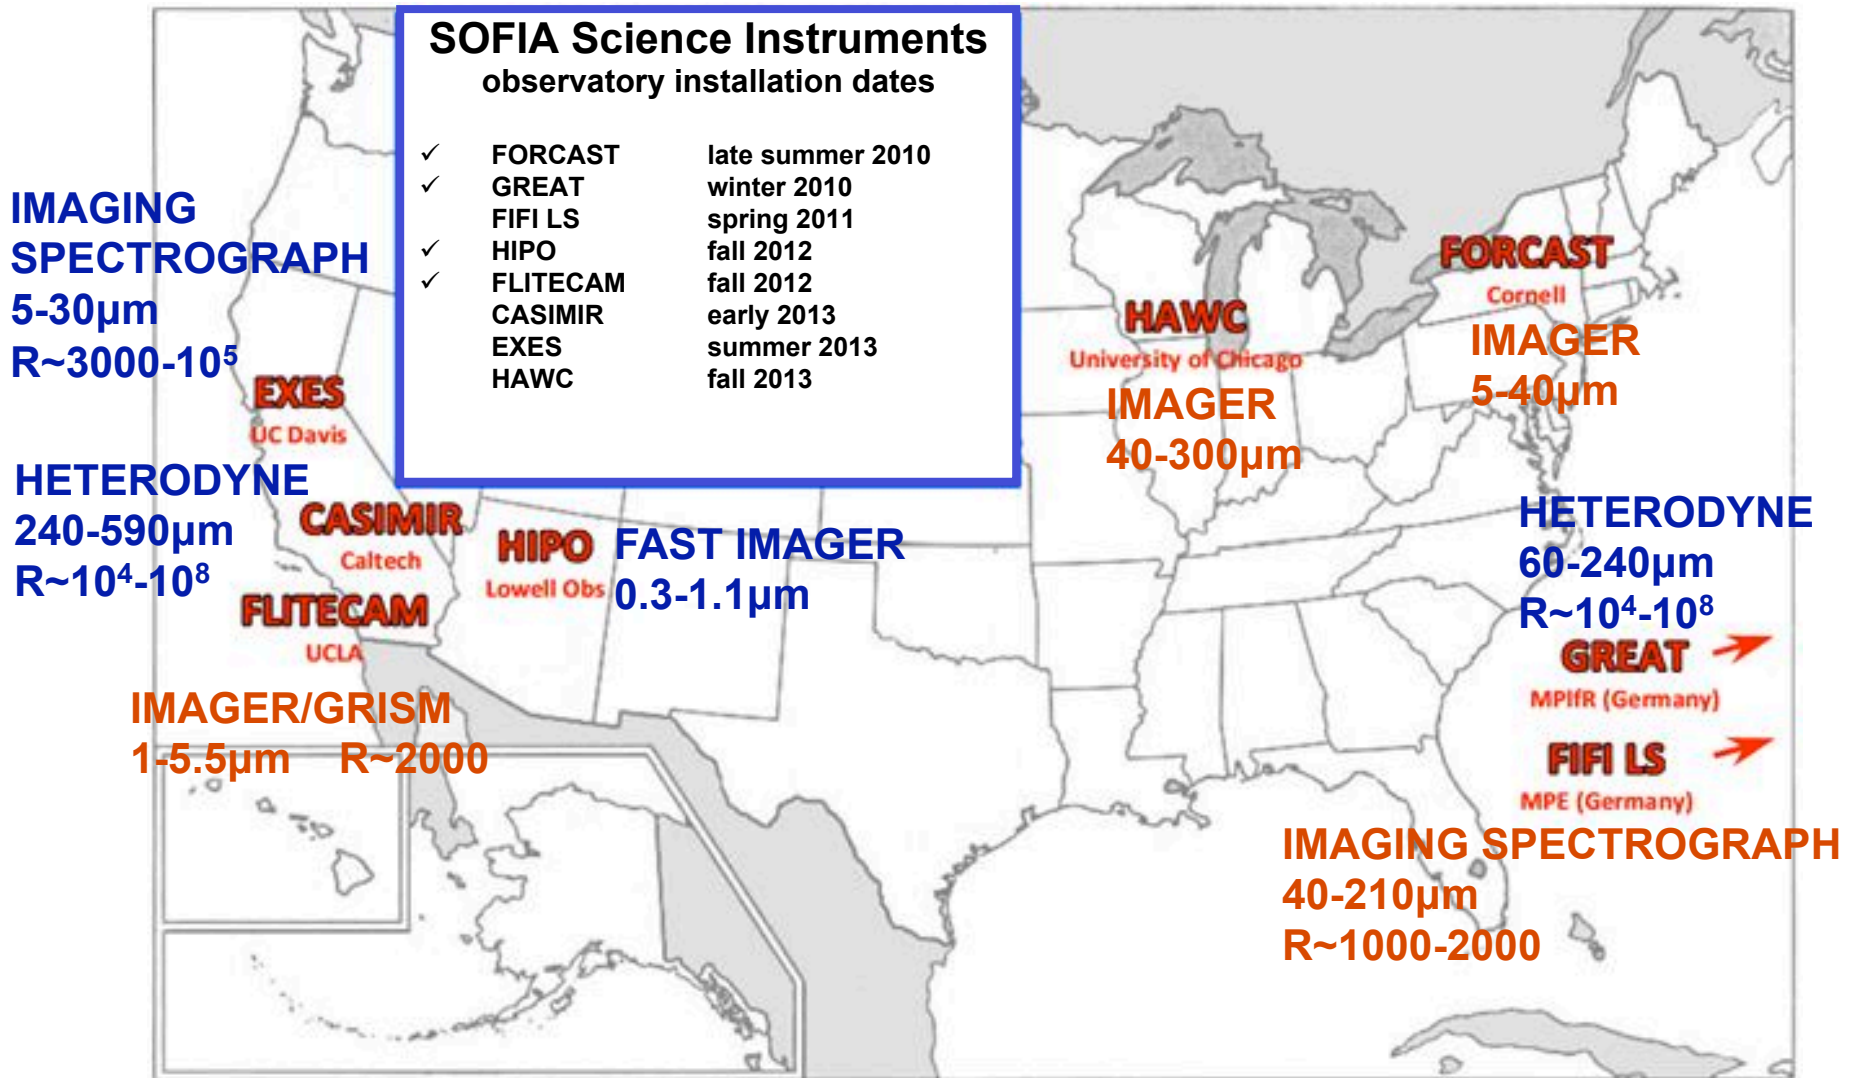 SOFIA Science Instruments
observatory installation dates
✓ FORCAST late summer 2010
✓ GREAT winter 2010
FIFI LS spring 2011
✓ HIPO fall 2012
✓ FLITECAM fall 2012
CASIMIR early 2013
EXES summer 2013
HAWC fall 2013
IMAGING
SPECTROGRAPH
5-30µm
R~3000-10⁵
EXES
UC Davis
HETERODYNE
240-590µm
R~10⁴-10⁸
CASIMIR
Caltech
FLITECAM
UCLA
IMAGER/GRISM
1-5.5µm R~2000
HIPO
Lowell Obs
FAST IMAGER
0.3-1.1µm
HAWC
University of Chicago
IMAGER
40-300µm
FORCAST
Cornell
IMAGER
5-40µm
HETERODYNE
60-240µm
R~10⁴-10⁸
GREAT
MPIfR (Germany)
FIFI LS
MPE (Germany)
IMAGING SPECTROGRAPH
40-210µm
R~1000-2000